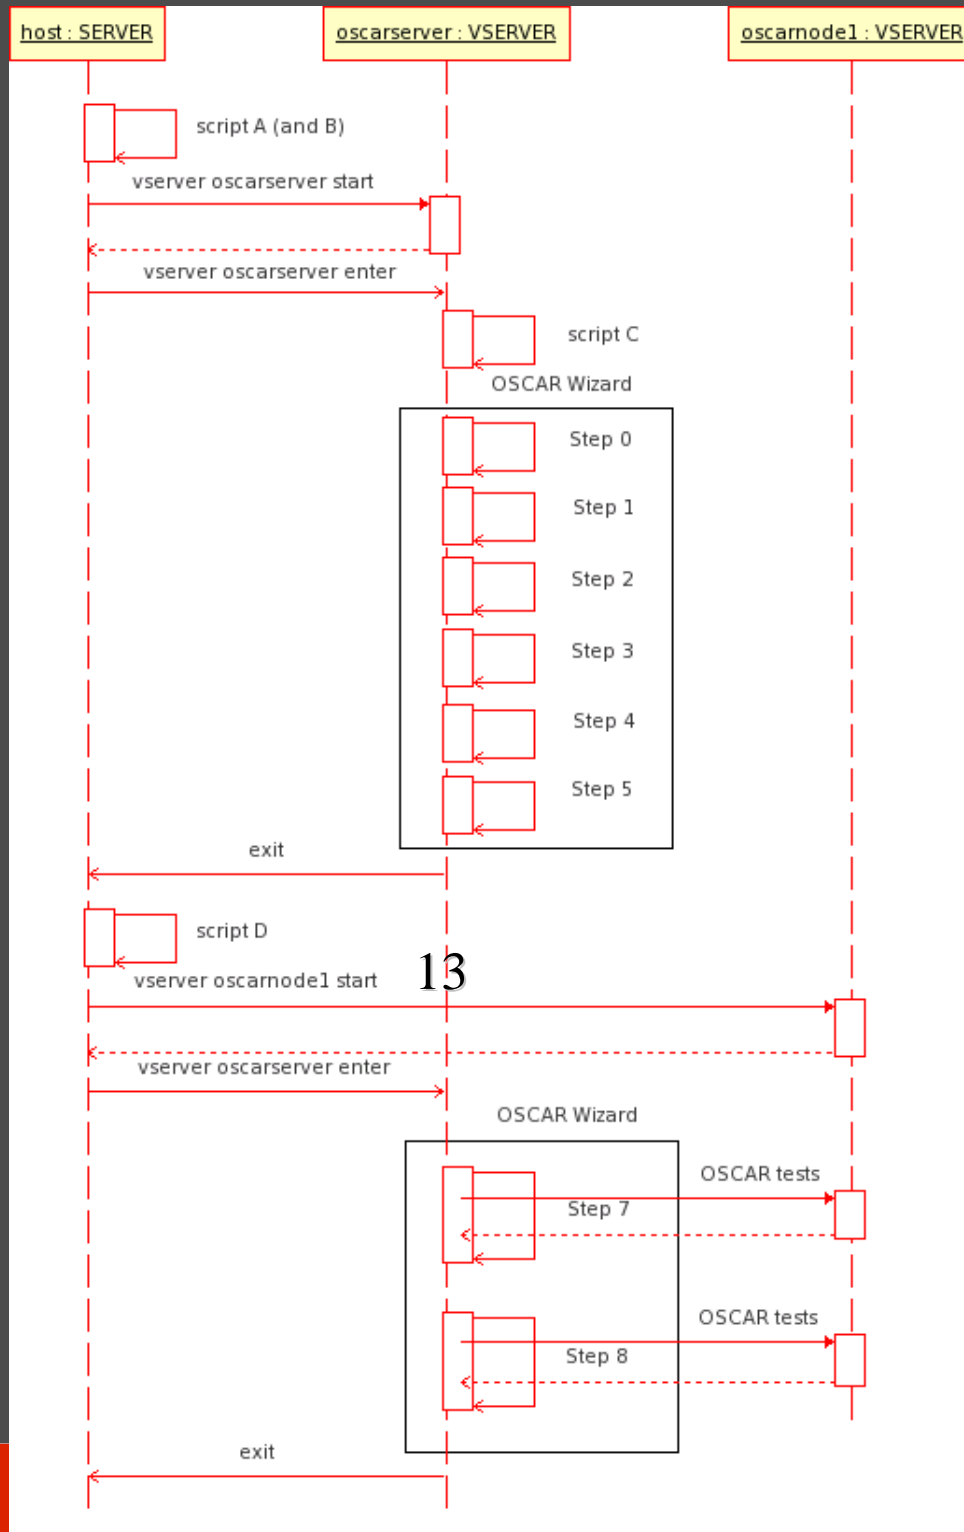 host : SERVER
oscarserver : VSERVER
oscarnode1 : VSERVER
script A (and B)
vserver oscarserver start
vserver oscarserver enter
script C
OSCAR Wizard
Step 0
Step 1
Step 2
Step 3
Step 4
Step 5
exit
script D
13
vserver oscarnode1 start
vserver oscarserver enter
OSCAR Wizard
OSCAR tests
Step 7
OSCAR tests
Step 8
exit